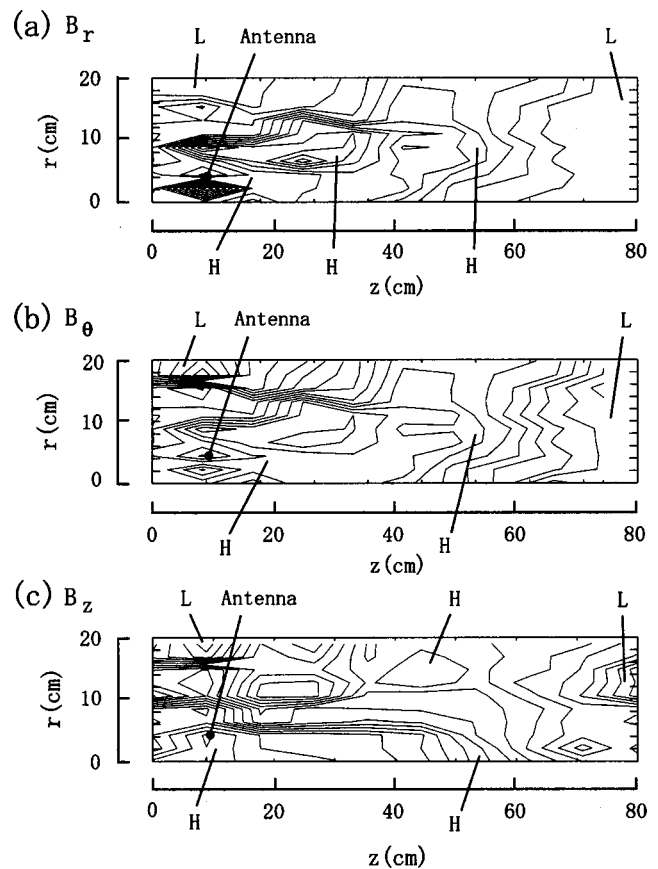 (a) B_r
L Antenna L
20
10
0
r(cm)
H H H
0 20 40 60 80
z(cm)
(b) B_θ
L Antenna L
20
10
0
r(cm)
H H
0 20 40 60 80
z(cm)
(c) B_z
L Antenna H L
20
10
0
r(cm)
H H
0 20 40 60 80
z(cm)